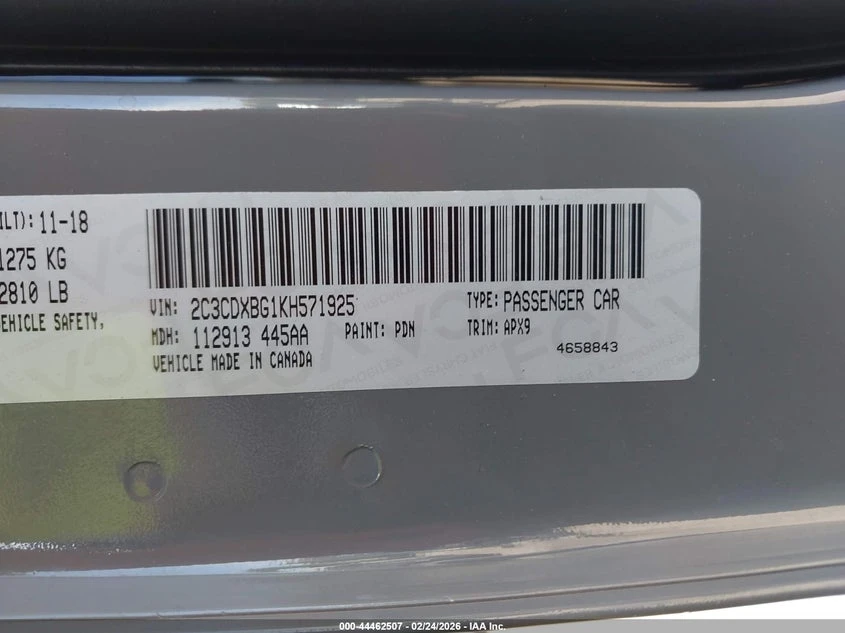 ILT): 11-18
1275 KG
2810 LB
EHICLE SAFETY,
VIN: 2C3CDXBG1KH571925
TYPE: PASSENGER CAR
MDH: 112913 445AA
PAINT: PDN
TRIM: APX9
VEHICLE MADE IN CANADA
4658843
000-44462507 - 02/24/2026 - IAA Inc.